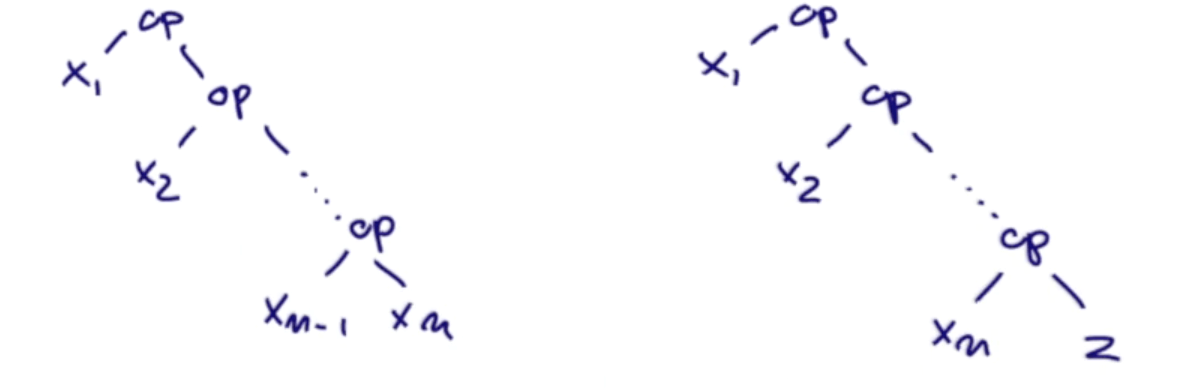 op op
x₁ x₁
op op
x₂ x₂
op op
xₙ₋₁ xₙ xₙ z